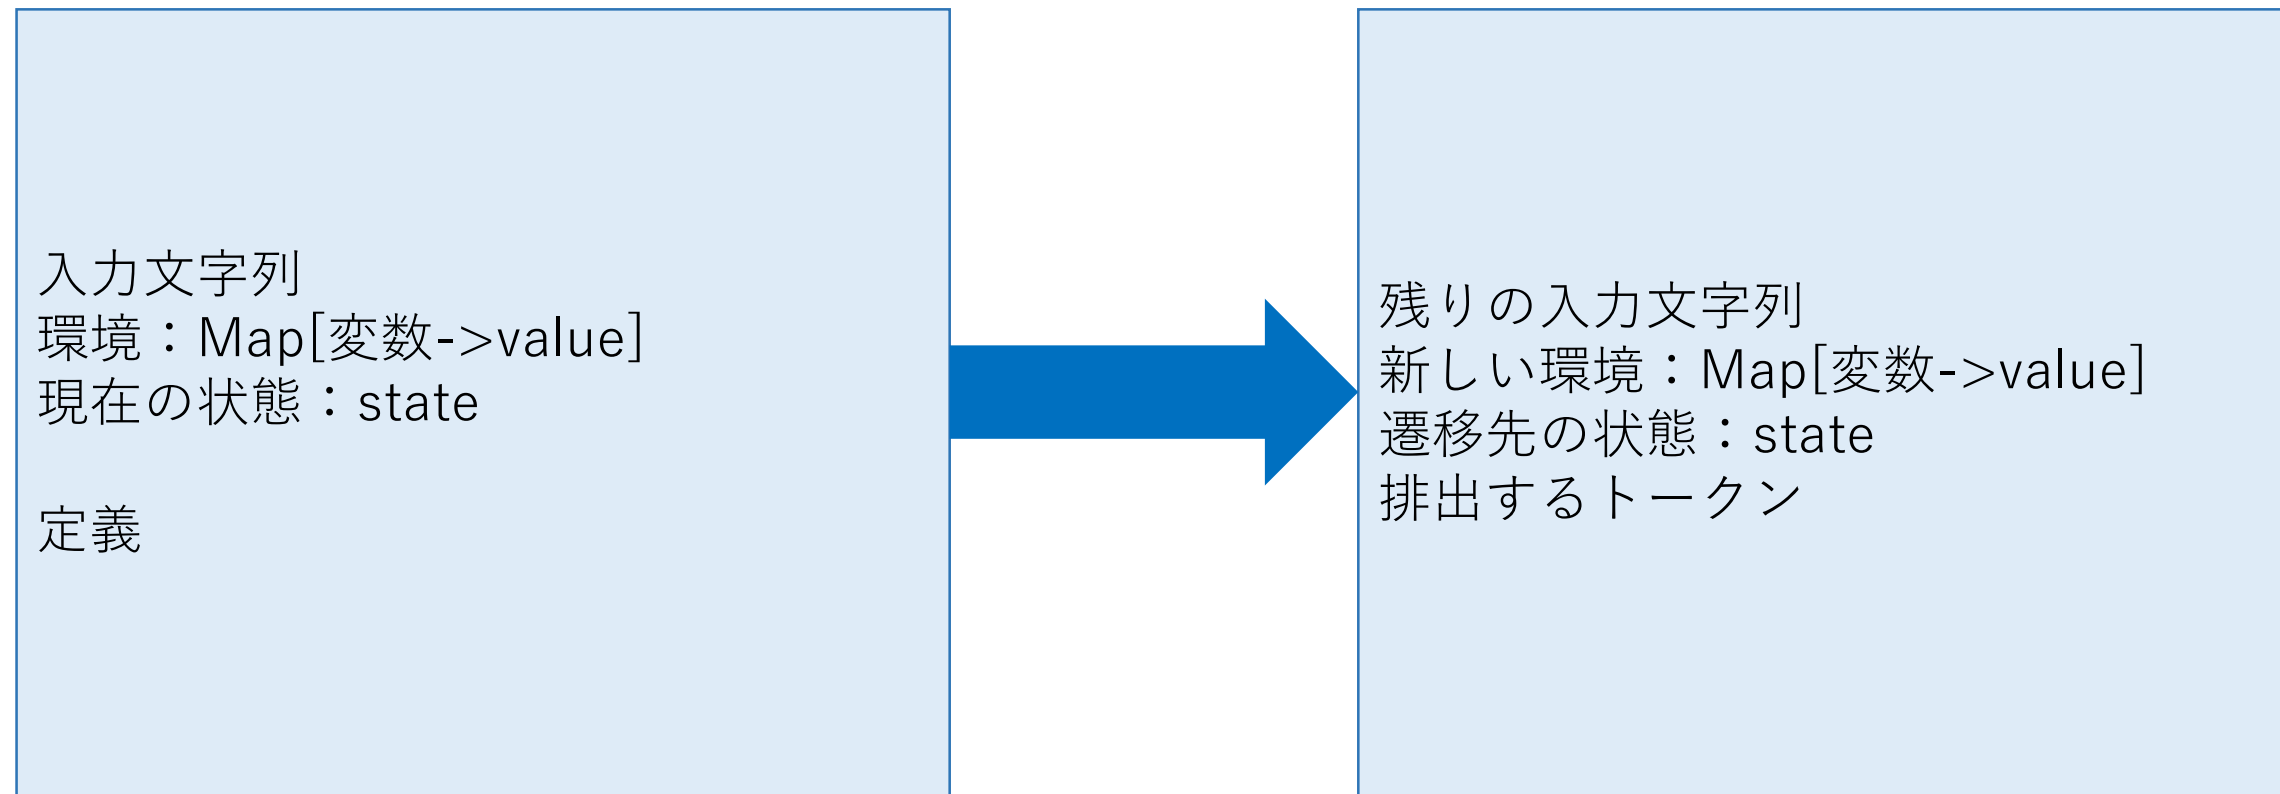 入力文字列
環境：Map[変数->value]
現在の状態：state
定義
残りの入力文字列
新しい環境：Map[変数->value]
遷移先の状態：state
排出するトークン